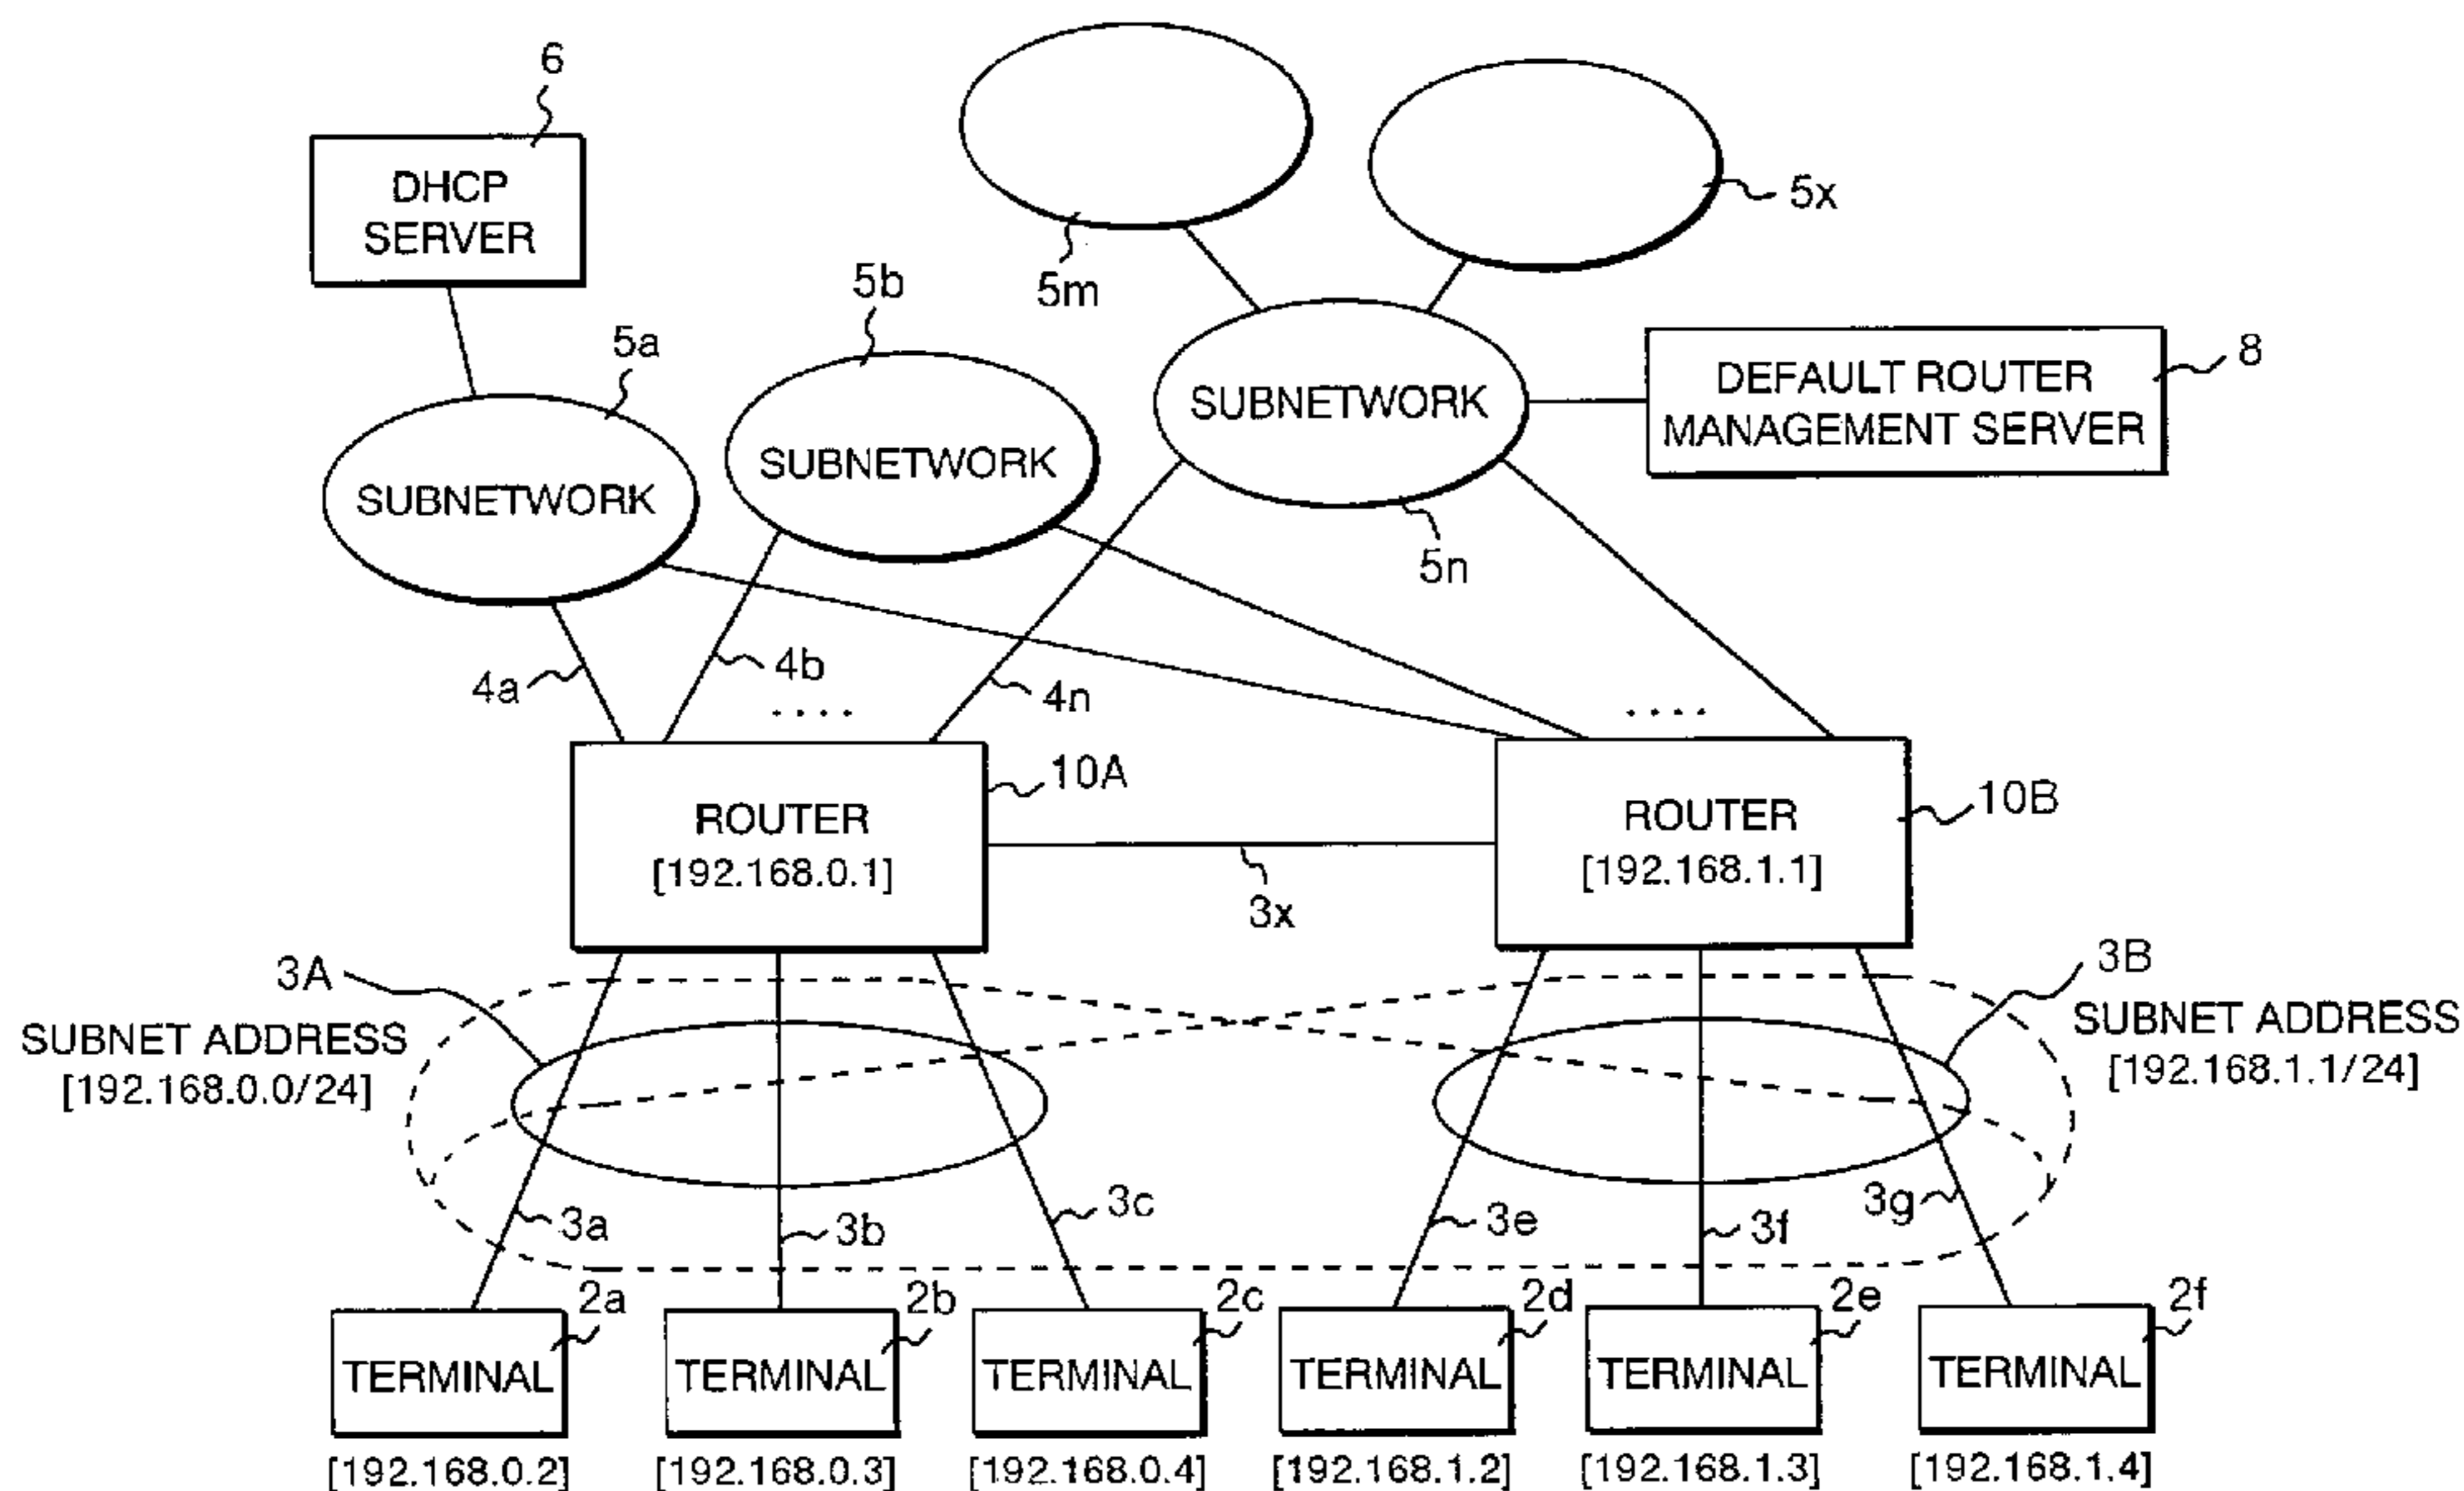 6
DHCP
SERVER
5m
5x
5b
5a
SUBNETWORK
SUBNETWORK
SUBNETWORK
5n
DEFAULT ROUTER
MANAGEMENT SERVER
8
4a
4b
4n
. . . .
. . . .
ROUTER
[192.168.0.1]
10A
3x
ROUTER
[192.168.1.1]
10B
3A
SUBNET ADDRESS
[192.168.0.0/24]
3B
SUBNET ADDRESS
[192.168.1.1/24]
3a
3b
3c
3e
3f
3g
2a
2b
2c
2d
2e
2f
TERMINAL
TERMINAL
TERMINAL
TERMINAL
TERMINAL
TERMINAL
[192.168.0.2]
[192.168.0.3]
[192.168.0.4]
[192.168.1.2]
[192.168.1.3]
[192.168.1.4]